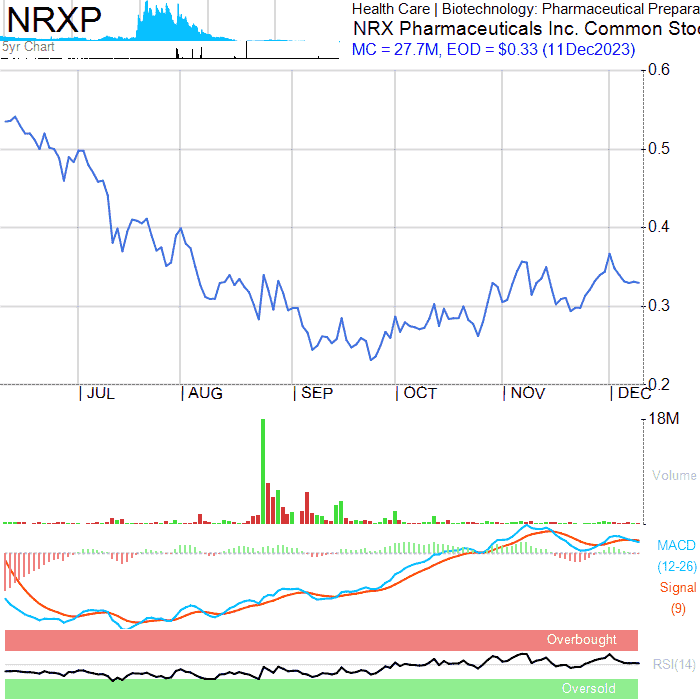 NRXP
5yr Chart
Health Care | Biotechnology: Pharmaceutical Prepara
NRX Pharmaceuticals Inc. Common Stoc
MC = 27.7M, EOD = $0.33 (11Dec2023)
0.6
0.5
0.4
0.3
0.2
| JUL | AUG | SEP | OCT | NOV | DEC
18M
Volume
MACD
(12-26)
Signal
(9)
Overbought
RSI(14)
Oversold